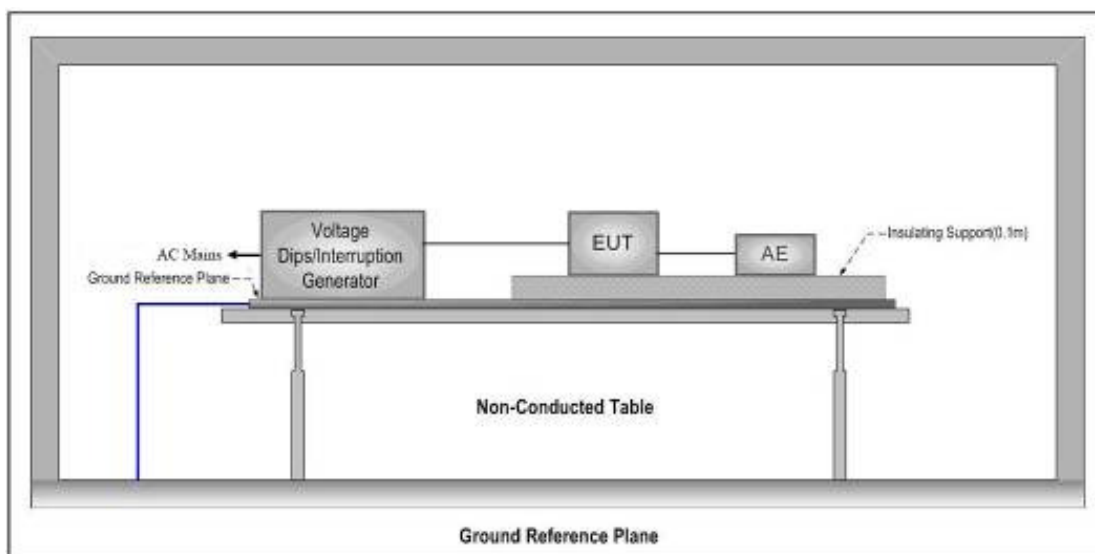 Voltage
Dips/Interruption
Generator
EUT
AE
Insulating Support(0.1m)
AC Mains
Ground Reference Plane
Non-Conducted Table
Ground Reference Plane